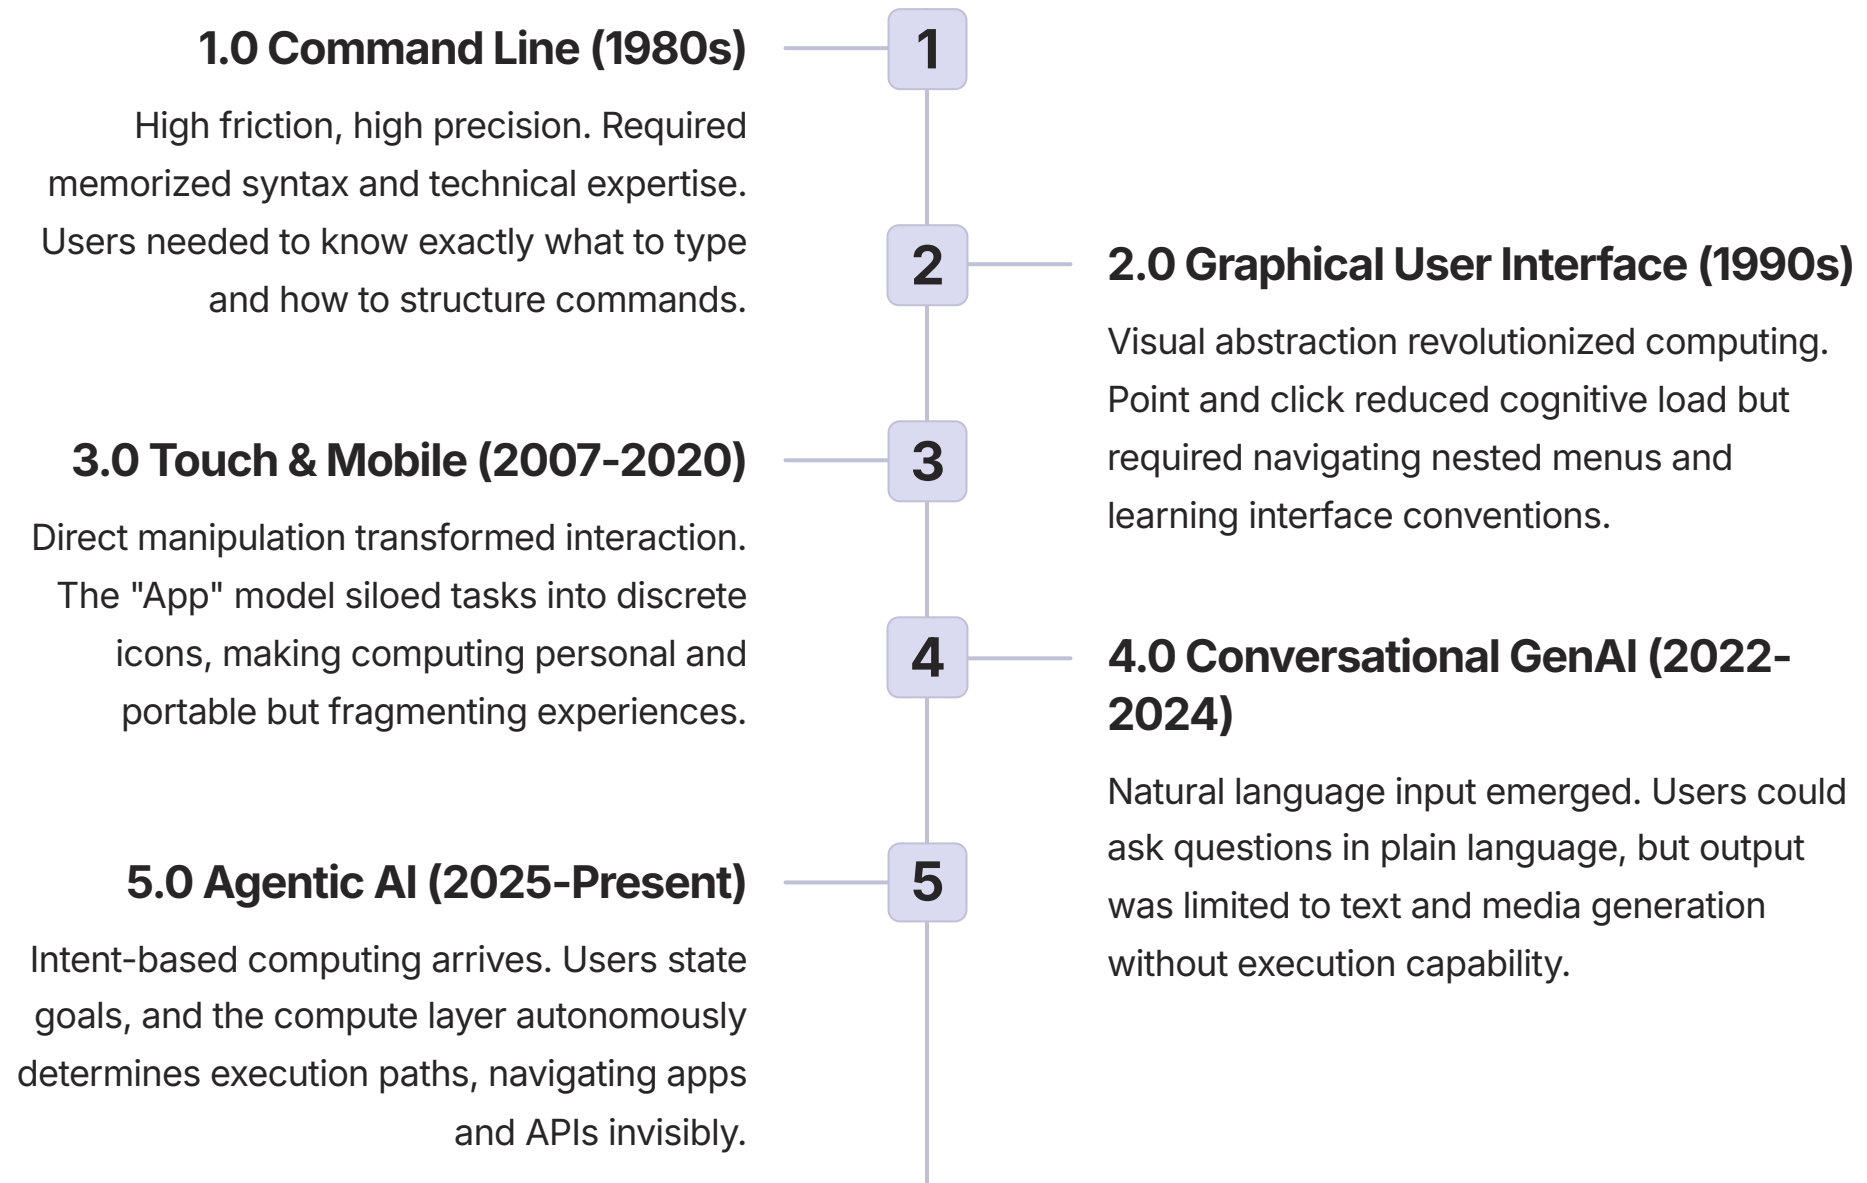 1.0 Command Line (1980s)
1
High friction, high precision. Required
memorized syntax and technical expertise.
Users needed to know exactly what to type
and how to structure commands.
2
2.0 Graphical User Interface (1990s)
Visual abstraction revolutionized computing.
Point and click reduced cognitive load but
required navigating nested menus and
learning interface conventions.
3.0 Touch & Mobile (2007-2020)
3
Direct manipulation transformed interaction.
The "App" model siloed tasks into discrete
icons, making computing personal and
portable but fragmenting experiences.
4
4.0 Conversational GenAI (2022-
2024)
Natural language input emerged. Users could
ask questions in plain language, but output
was limited to text and media generation
without execution capability.
5.0 Agentic AI (2025-Present)
5
Intent-based computing arrives. Users state
goals, and the compute layer autonomously
determines execution paths, navigating apps
and APIs invisibly.